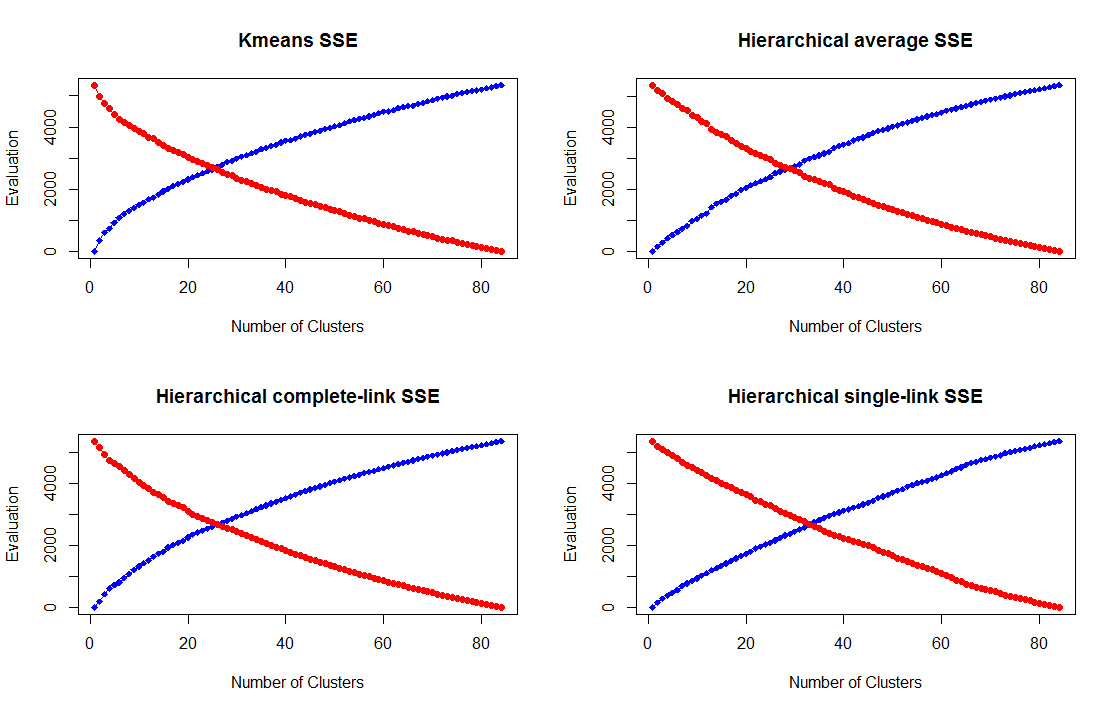 Kmeans SSE
Evaluation
0 2000 4000
0 20 40 60 80
Number of Clusters
Hierarchical average SSE
Evaluation
0 2000 4000
0 20 40 60 80
Number of Clusters
Hierarchical complete-link SSE
Evaluation
0 2000 4000
0 20 40 60 80
Number of Clusters
Hierarchical single-link SSE
Evaluation
0 2000 4000
0 20 40 60 80
Number of Clusters